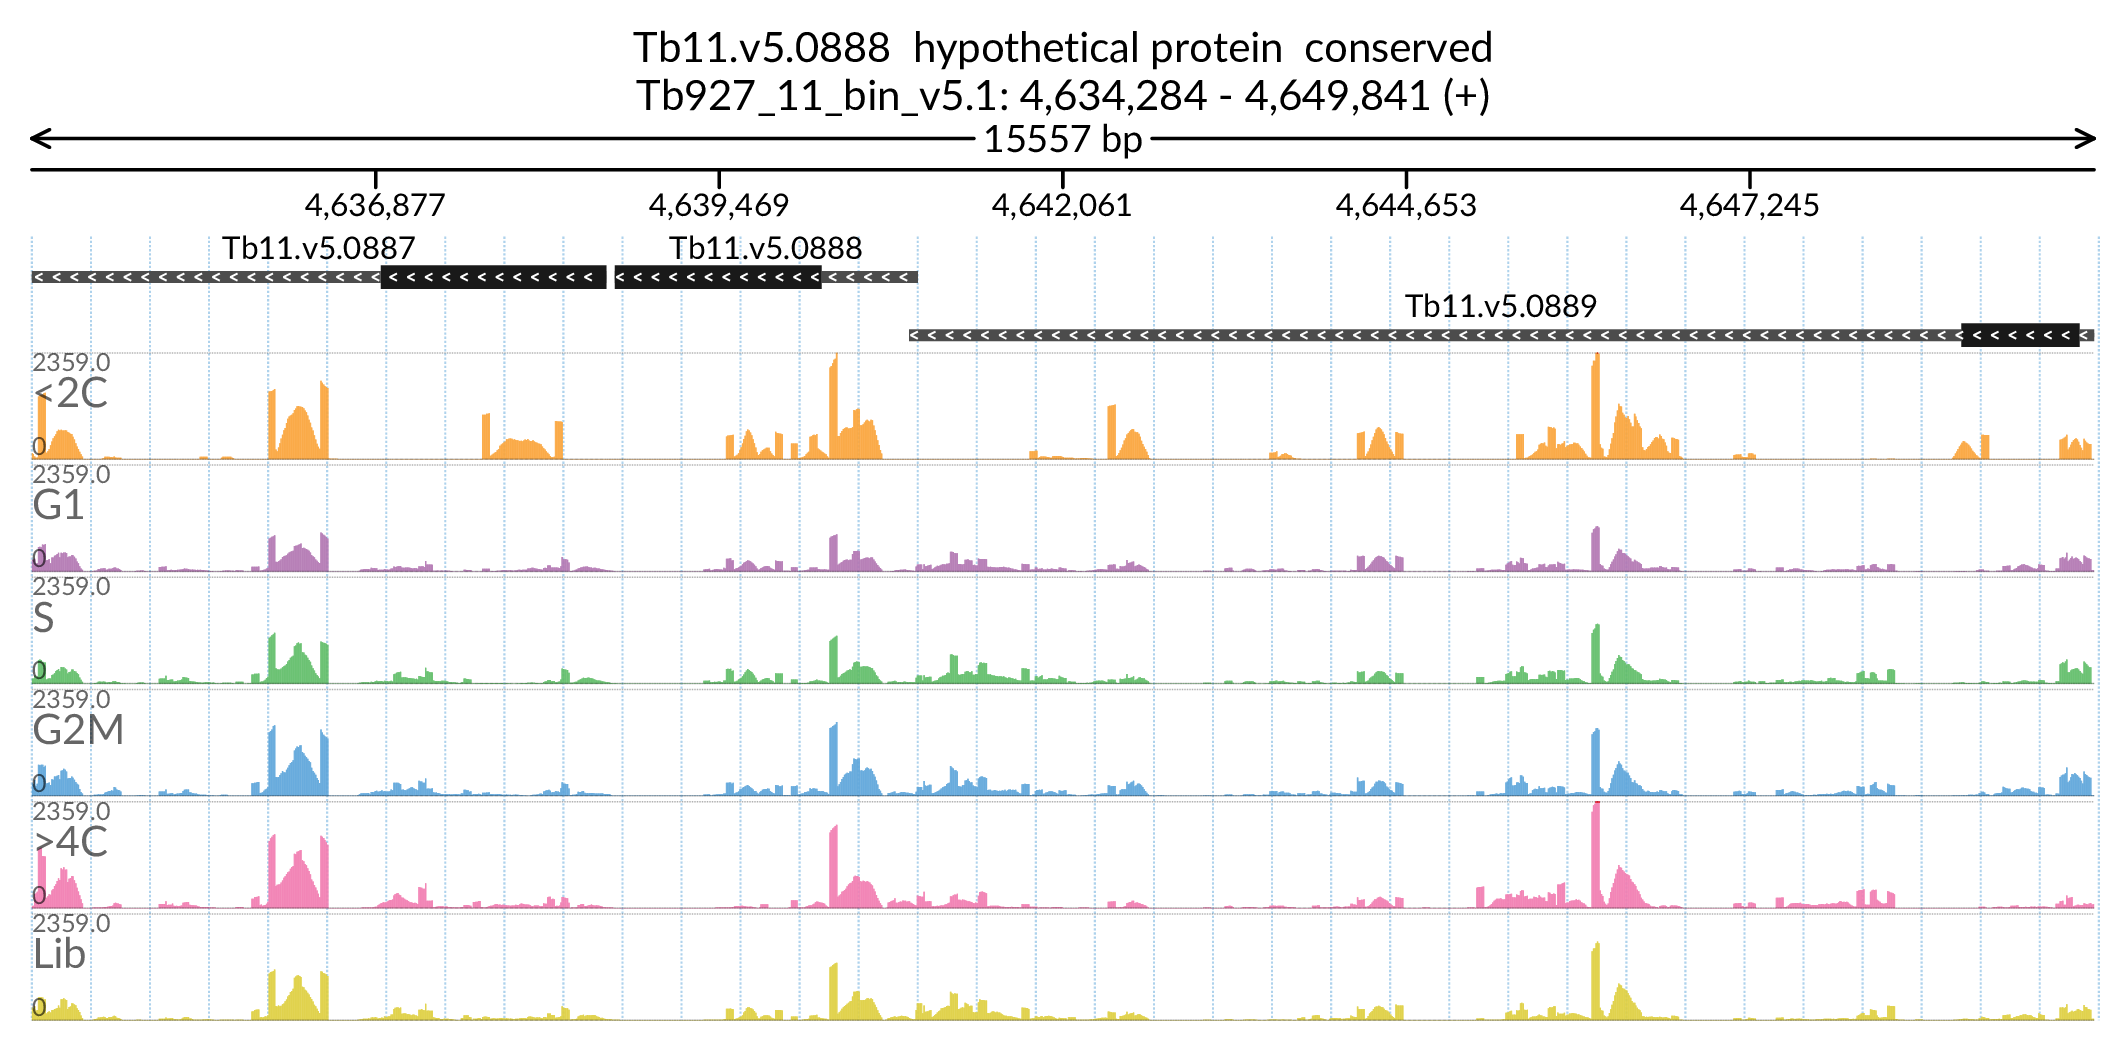 Tb11.v5.0888  hypothetical protein  conserved
Tb927_11_bin_v5.1: 4,634,284 - 4,649,841 (+)
15557 bp
4,636,877 4,639,469 4,642,061 4,644,653 4,647,245
Tb11.v5.0887 Tb11.v5.0888
Tb11.v5.0889
2359.0
<2C
0
2359.0
G1
0
2359.0
S
0
2359.0
G2M
0
2359.0
>4C
0
2359.0
Lib
0